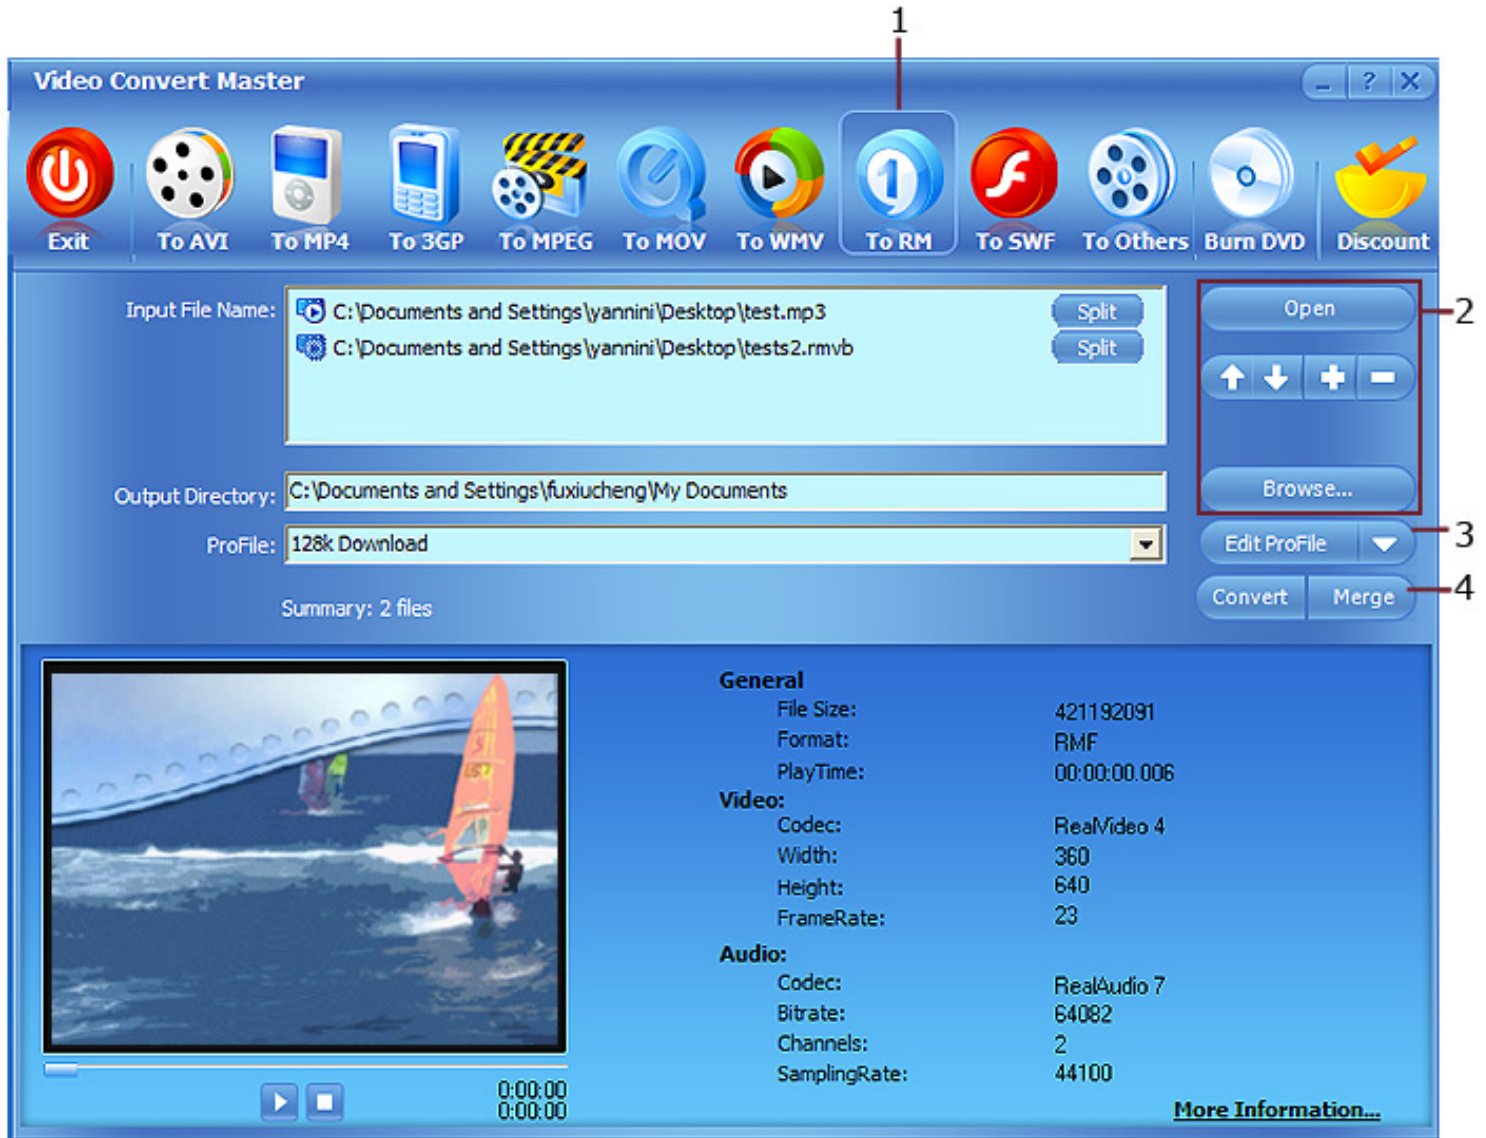 1
Video Convert Master
?
Exit
To AVI
To MP4
To 3GP
To MPEG
To MOV
To WMV
To RM
To SWF
To Others
Burn DVD
Discount
Input File Name:
C:\Documents and Settings\yannini\Desktop\test.mp3
Split
C:\Documents and Settings\yannini\Desktop\tests2.rmvb
Split
Open
2
Output Directory:
C:\Documents and Settings\fuxiucheng\My Documents
Browse...
ProFile:
128k Download
Edit ProFile
3
Summary: 2 files
Convert
Merge
4
General
File Size: 421192091
Format: RMF
PlayTime: 00:00:00.006
Video:
Codec: RealVideo 4
Width: 360
Height: 640
FrameRate: 23
Audio:
Codec: RealAudio 7
Bitrate: 64082
Channels: 2
SamplingRate: 44100
0:00:00
0:00:00
More Information...